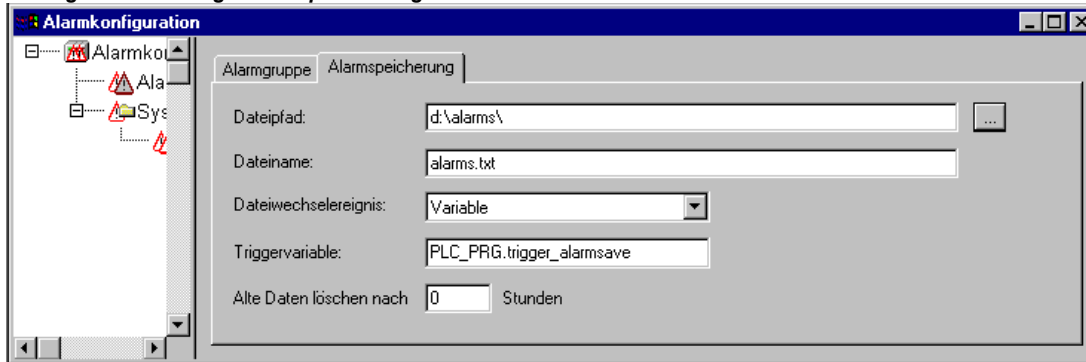 Alarmkonfiguration
Alarmkon
Ala
Sys
Alarmgruppe Alarmspeicherung
Dateipfad: d:\alarms\ ...
Dateiname: alarms.txt
Dateiwechselereignis: Variable
Triggervariable: PLC_PRG.trigger_alarmsave
Alte Daten löschen nach 0 Stunden